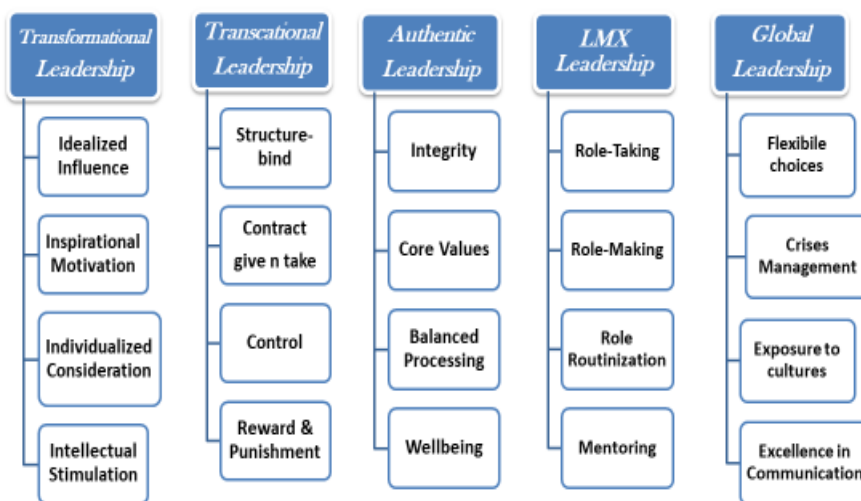 Transformational
Leadership
Idealized
Influence
Inspirational
Motivation
Individualized
Consideration
Intellectual
Stimulation
Transcational
Leadership
Structure-
bind
Contract
give n take
Control
Reward &
Punishment
Authentic
Leadership
Integrity
Core Values
Balanced
Processing
Wellbeing
LMX
Leadership
Role-Taking
Role-Making
Role
Routinization
Mentoring
Global
Leadership
Flexibile
choices
Crises
Management
Exposure to
cultures
Excellence in
Communication